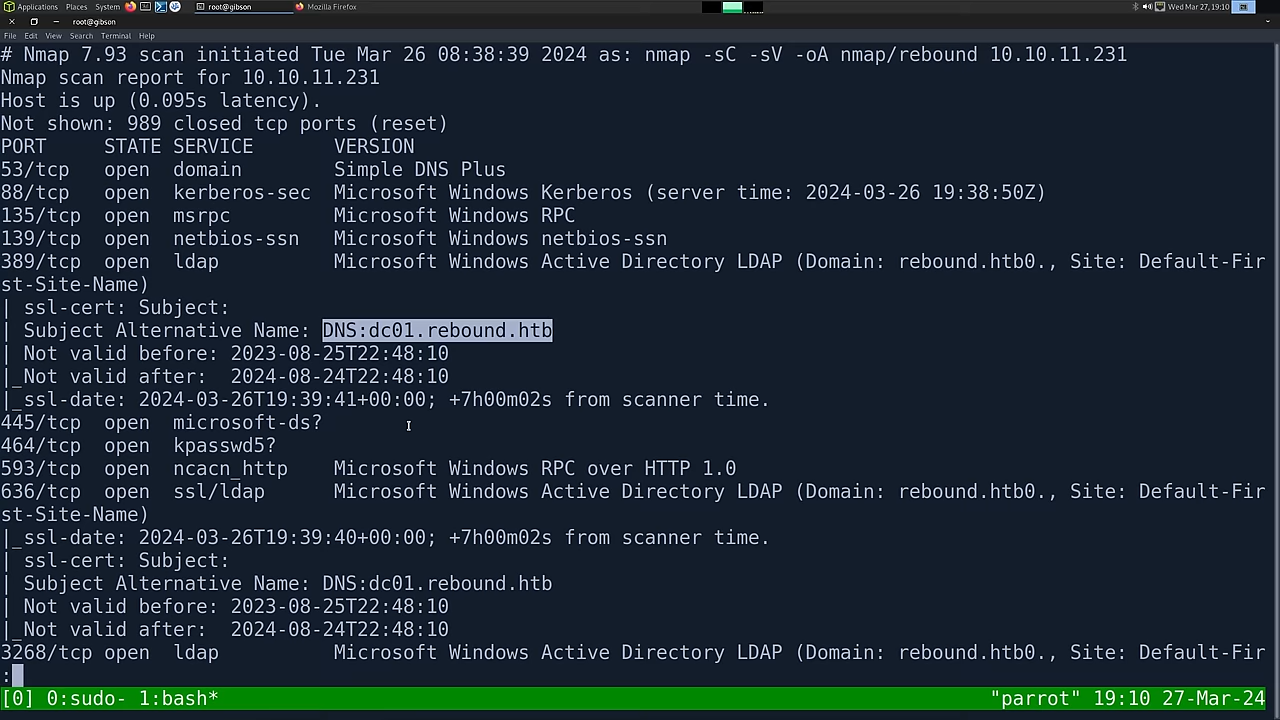 Applications Places System root@gibson Mozilla Firefox Wed Mar 27, 19:10
root@gibson
File Edit View Search Terminal Help
# Nmap 7.93 scan initiated Tue Mar 26 08:38:39 2024 as: nmap -sC -sV -oA nmap/rebound 10.10.11.231
Nmap scan report for 10.10.11.231
Host is up (0.095s latency).
Not shown: 989 closed tcp ports (reset)
PORT     STATE SERVICE       VERSION
53/tcp   open  domain        Simple DNS Plus
88/tcp   open  kerberos-sec  Microsoft Windows Kerberos (server time: 2024-03-26 19:38:50Z)
135/tcp  open  msrpc         Microsoft Windows RPC
139/tcp  open  netbios-ssn   Microsoft Windows netbios-ssn
389/tcp  open  ldap          Microsoft Windows Active Directory LDAP (Domain: rebound.htb0., Site: Default-Fir
st-Site-Name)
| ssl-cert: Subject:
| Subject Alternative Name: DNS:dc01.rebound.htb
| Not valid before: 2023-08-25T22:48:10
|_Not valid after:  2024-08-24T22:48:10
|_ssl-date: 2024-03-26T19:39:41+00:00; +7h00m02s from scanner time.
445/tcp  open  microsoft-ds?
464/tcp  open  kpasswd5?
593/tcp  open  ncacn_http    Microsoft Windows RPC over HTTP 1.0
636/tcp  open  ssl/ldap      Microsoft Windows Active Directory LDAP (Domain: rebound.htb0., Site: Default-Fir
st-Site-Name)
|_ssl-date: 2024-03-26T19:39:40+00:00; +7h00m02s from scanner time.
| ssl-cert: Subject:
| Subject Alternative Name: DNS:dc01.rebound.htb
| Not valid before: 2023-08-25T22:48:10
|_Not valid after:  2024-08-24T22:48:10
3268/tcp open  ldap          Microsoft Windows Active Directory LDAP (Domain: rebound.htb0., Site: Default-Fir
:
[0] 0:sudo- 1:bash* "parrot" 19:10 27-Mar-24